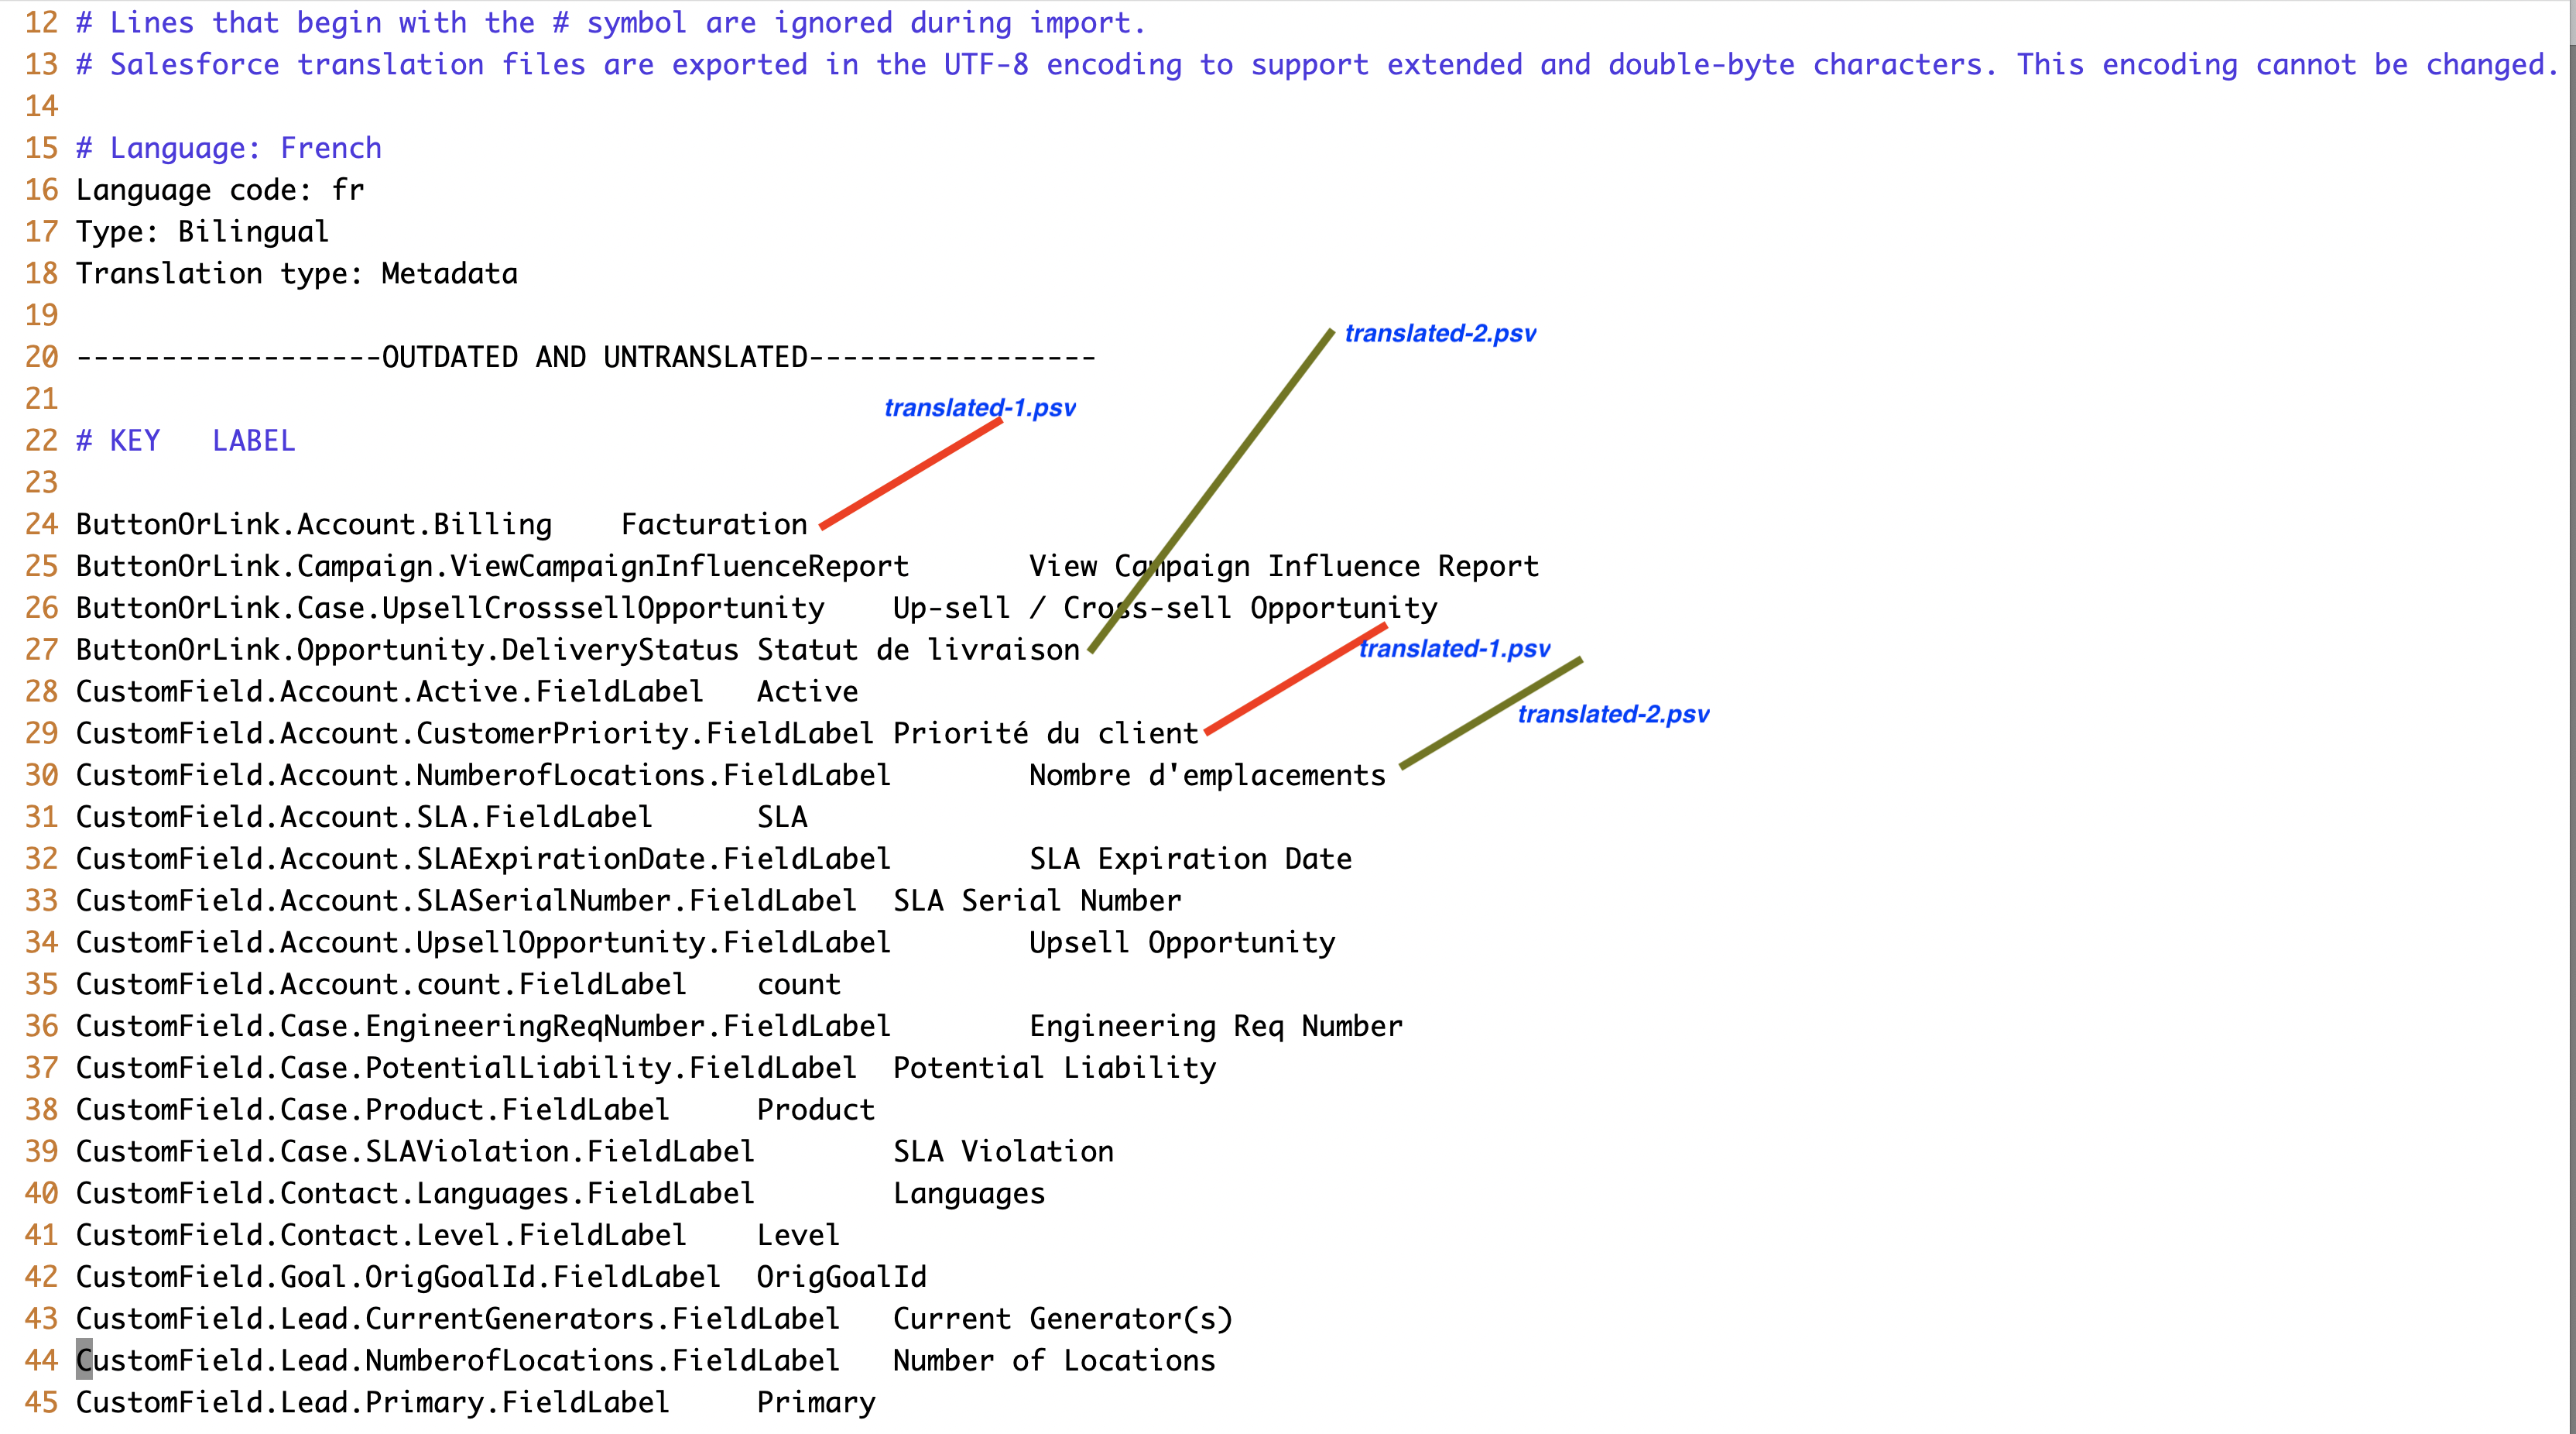 12 # Lines that begin with the # symbol are ignored during import.
13 # Salesforce translation files are exported in the UTF-8 encoding to support extended and double-byte characters. This encoding cannot be changed.
14
15 # Language: French
16 Language code: fr
17 Type: Bilingual
18 Translation type: Metadata
19
translated-2.psv
20 ------------------OUTDATED AND UNTRANSLATED-----------------
21
translated-1.psv
22 # KEY   LABEL
23
24 ButtonOrLink.Account.Billing    Facturation
25 ButtonOrLink.Campaign.ViewCampaignInfluenceReport       View Campaign Influence Report
26 ButtonOrLink.Case.UpsellCrosssellOpportunity    Up-sell / Cross-sell Opportunity
27 ButtonOrLink.Opportunity.DeliveryStatus Statut de livraison
translated-1.psv
28 CustomField.Account.Active.FieldLabel   Active
translated-2.psv
29 CustomField.Account.CustomerPriority.FieldLabel Priorité du client
30 CustomField.Account.NumberofLocations.FieldLabel        Nombre d'emplacements
31 CustomField.Account.SLA.FieldLabel      SLA
32 CustomField.Account.SLAExpirationDate.FieldLabel        SLA Expiration Date
33 CustomField.Account.SLASerialNumber.FieldLabel  SLA Serial Number
34 CustomField.Account.UpsellOpportunity.FieldLabel        Upsell Opportunity
35 CustomField.Account.count.FieldLabel    count
36 CustomField.Case.EngineeringReqNumber.FieldLabel        Engineering Req Number
37 CustomField.Case.PotentialLiability.FieldLabel  Potential Liability
38 CustomField.Case.Product.FieldLabel     Product
39 CustomField.Case.SLAViolation.FieldLabel        SLA Violation
40 CustomField.Contact.Languages.FieldLabel        Languages
41 CustomField.Contact.Level.FieldLabel    Level
42 CustomField.Goal.OrigGoalId.FieldLabel  OrigGoalId
43 CustomField.Lead.CurrentGenerators.FieldLabel   Current Generator(s)
44 CustomField.Lead.NumberofLocations.FieldLabel   Number of Locations
45 CustomField.Lead.Primary.FieldLabel     Primary